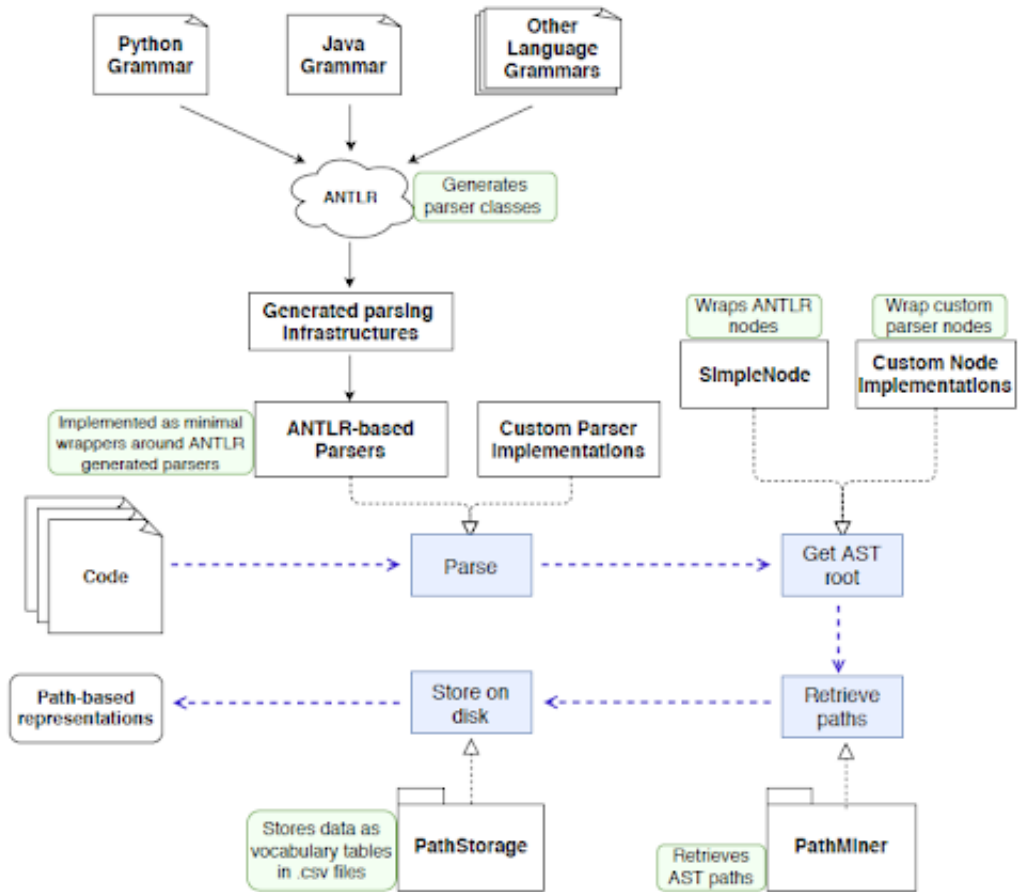 Python
Grammar
Java
Grammar
Other
Language
Grammars
ANTLR
Generates
parser classes
Generated parsing
Infrastructures
Wraps ANTLR
nodes
Wrap custom
parser nodes
SimpleNode
Custom Node
Implementations
Implemented as minimal
wrappers around ANTLR
generated parsers
ANTLR-based
Parsers
Custom Parser
Implementations
Code
Parse
Get AST
root
Path-based
representations
Store on
disk
Retrieve
paths
Stores data as
vocabulary tables
in .csv files
PathStorage
Retrieves
AST paths
PathMiner